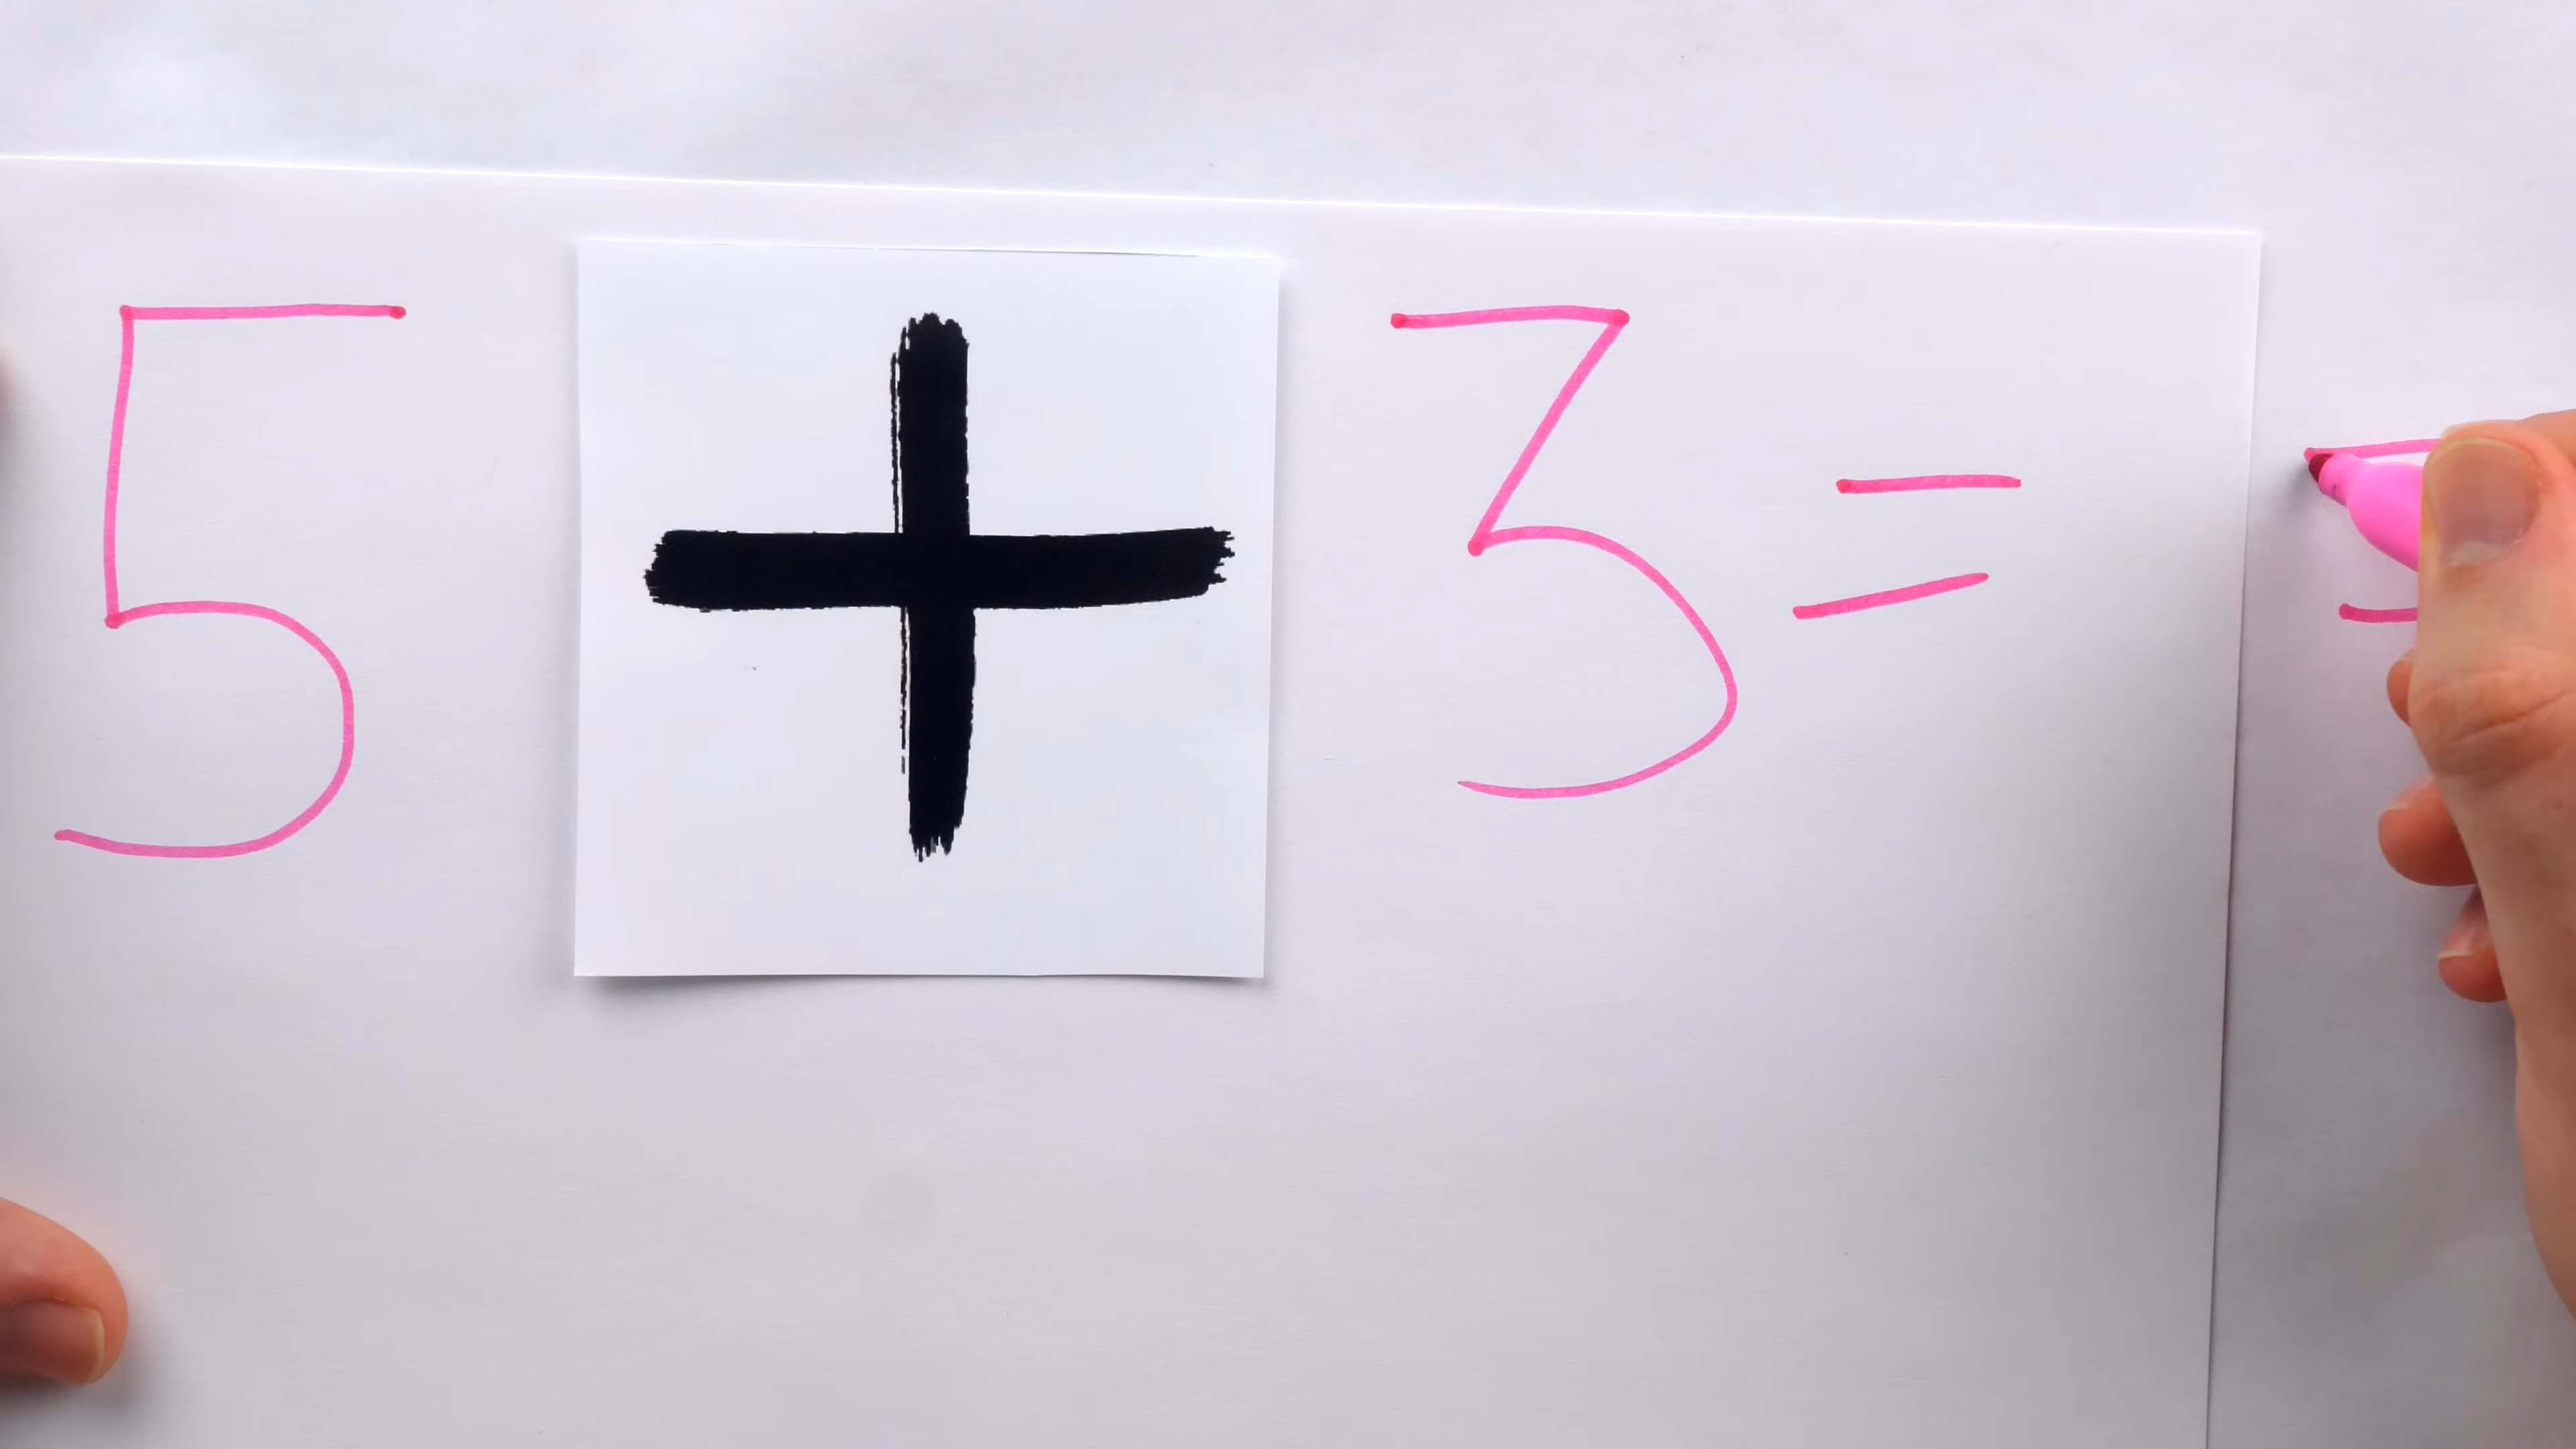 5 + 3 =